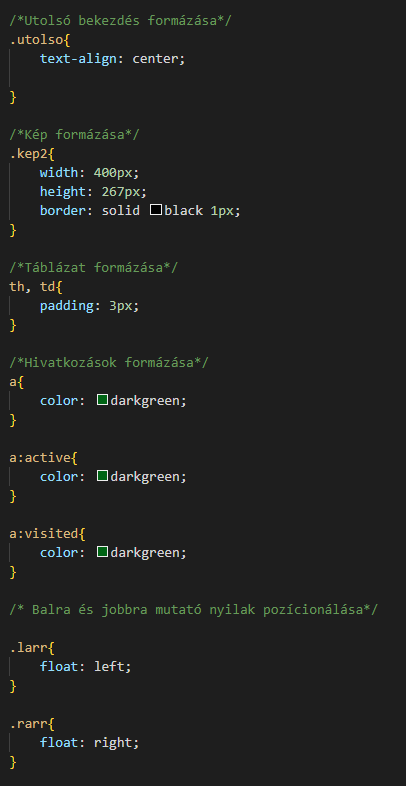 /*Utolsó bekezdés formázása*/
.utolso{
    text-align: center;

}

/*Kép formázása*/
.kep2{
    width: 400px;
    height: 267px;
    border: solid black 1px;
}

/*Táblázat formázása*/
th, td{
    padding: 3px;
}

/*Hivatkozások formázása*/
a{
    color: darkgreen;
}

a:active{
    color: darkgreen;
}

a:visited{
    color: darkgreen;
}

/* Balra és jobbra mutató nyilak pozícionálása*/

.larr{
    float: left;
}

.rarr{
    float: right;
}